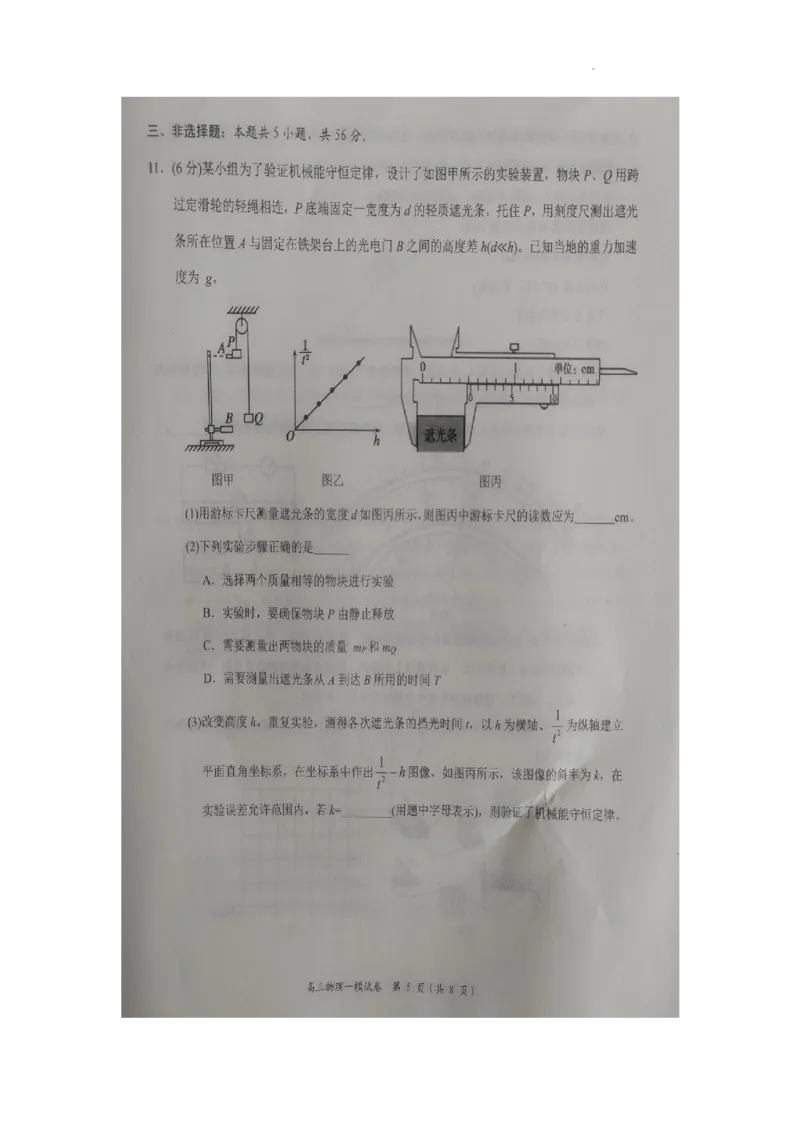 三、非选择题：本题共5小题，共56分。
11. (6分)某小组为了验证机械能守恒定律，设计了如图甲所示的实验装置，物块P、Q用跨
过定滑轮的轻绳相连，P底端固定一宽度为d的轻质遮光条，托住P，用刻度尺测出遮光
条所在位置A与固定在铁架台上的光电门B之间的高度差h(d≪h)。已知当地的重力加速
度为 g。
A P B Q
1/t² O h
0 1 单位：cm
0 5 10
遮光条
图甲 图乙 图丙
(1)用游标卡尺测量遮光条的宽度d如图丙所示，则图丙中游标卡尺的读数应为______cm。
(2)下列实验步骤正确的是______
A．选择两个质量相等的物块进行实验
B．实验时，要确保物块P由静止释放
C．需要测量出两物块的质量 mP和mQ
D．需要测量出遮光条从A到达B所用的时间T
(3)改变高度h，重复实验，测得各次遮光条的挡光时间t，以h为横轴、1/t²为纵轴建立
平面直角坐标系，在坐标系中作出1/t²−h图像，如图丙所示，该图像的斜率为k，在
实验误差允许范围内，若k=________(用题中字母表示)，则验证了机械能守恒定律。
高三物理一模试卷 第 5 页(共 8 页)